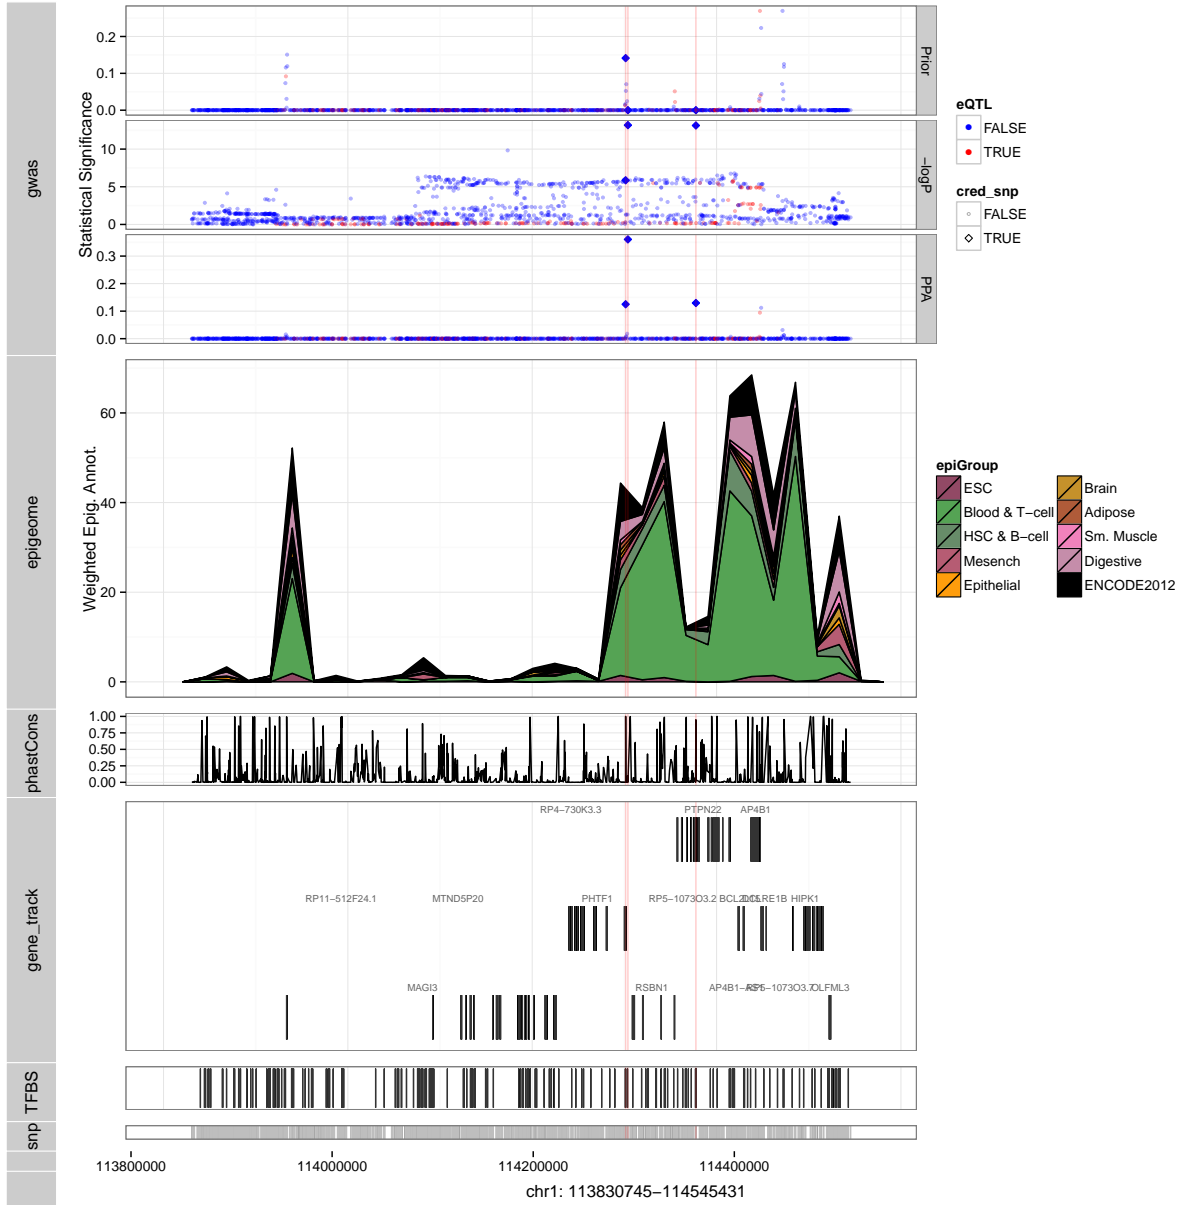 gwas
Statistical Significance
0.2
0.1
0.0
Prior
10
5
0
−logP
0.3
0.2
0.1
0.0
PPA
eQTL
FALSE
TRUE
cred_snp
FALSE
TRUE
epigeome
Weighted Epig. Annot.
60
40
20
0
epiGroup
ESC
Blood & T−cell
HSC & B−cell
Mesench
Epithelial
Brain
Adipose
Sm. Muscle
Digestive
ENCODE2012
phastCons
1.00
0.75
0.50
0.25
0.00
gene_track
RP4−730K3.3 PTPN22 AP4B1
RP11−512F24.1 MTND5P20 PHTF1 RP5−1073O3.2 HIPK1
MAGI3 RSBN1 OLFML3
TFBS
snp
113800000 114000000 114200000 114400000
chr1: 113830745−114545431